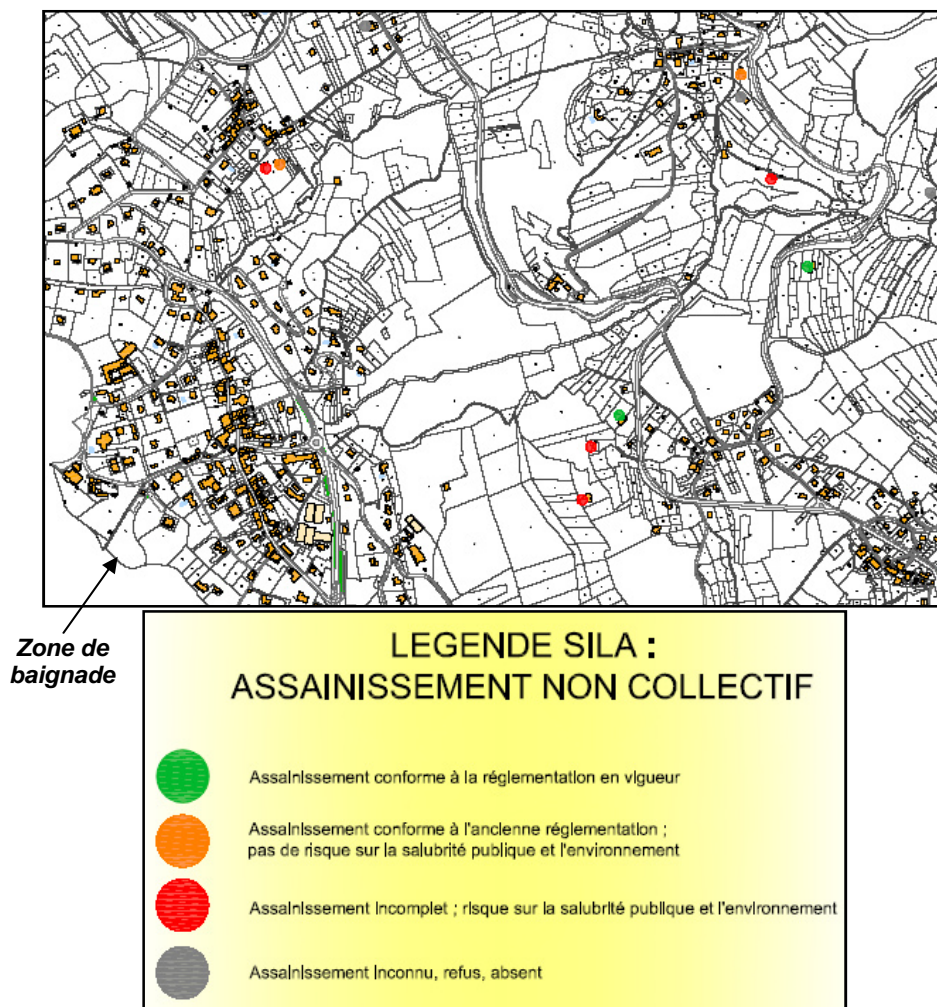 Zone de
baignade
LEGENDE SILA :
ASSAINISSEMENT NON COLLECTIF
Assainissement conforme à la réglementation en vigueur
Assainissement conforme à l'ancienne réglementation ;
pas de risque sur la salubrité publique et l'environnement
Assainissement incomplet ; risque sur la salubrité publique et l'environnement
Assainissement inconnu, refus, absent